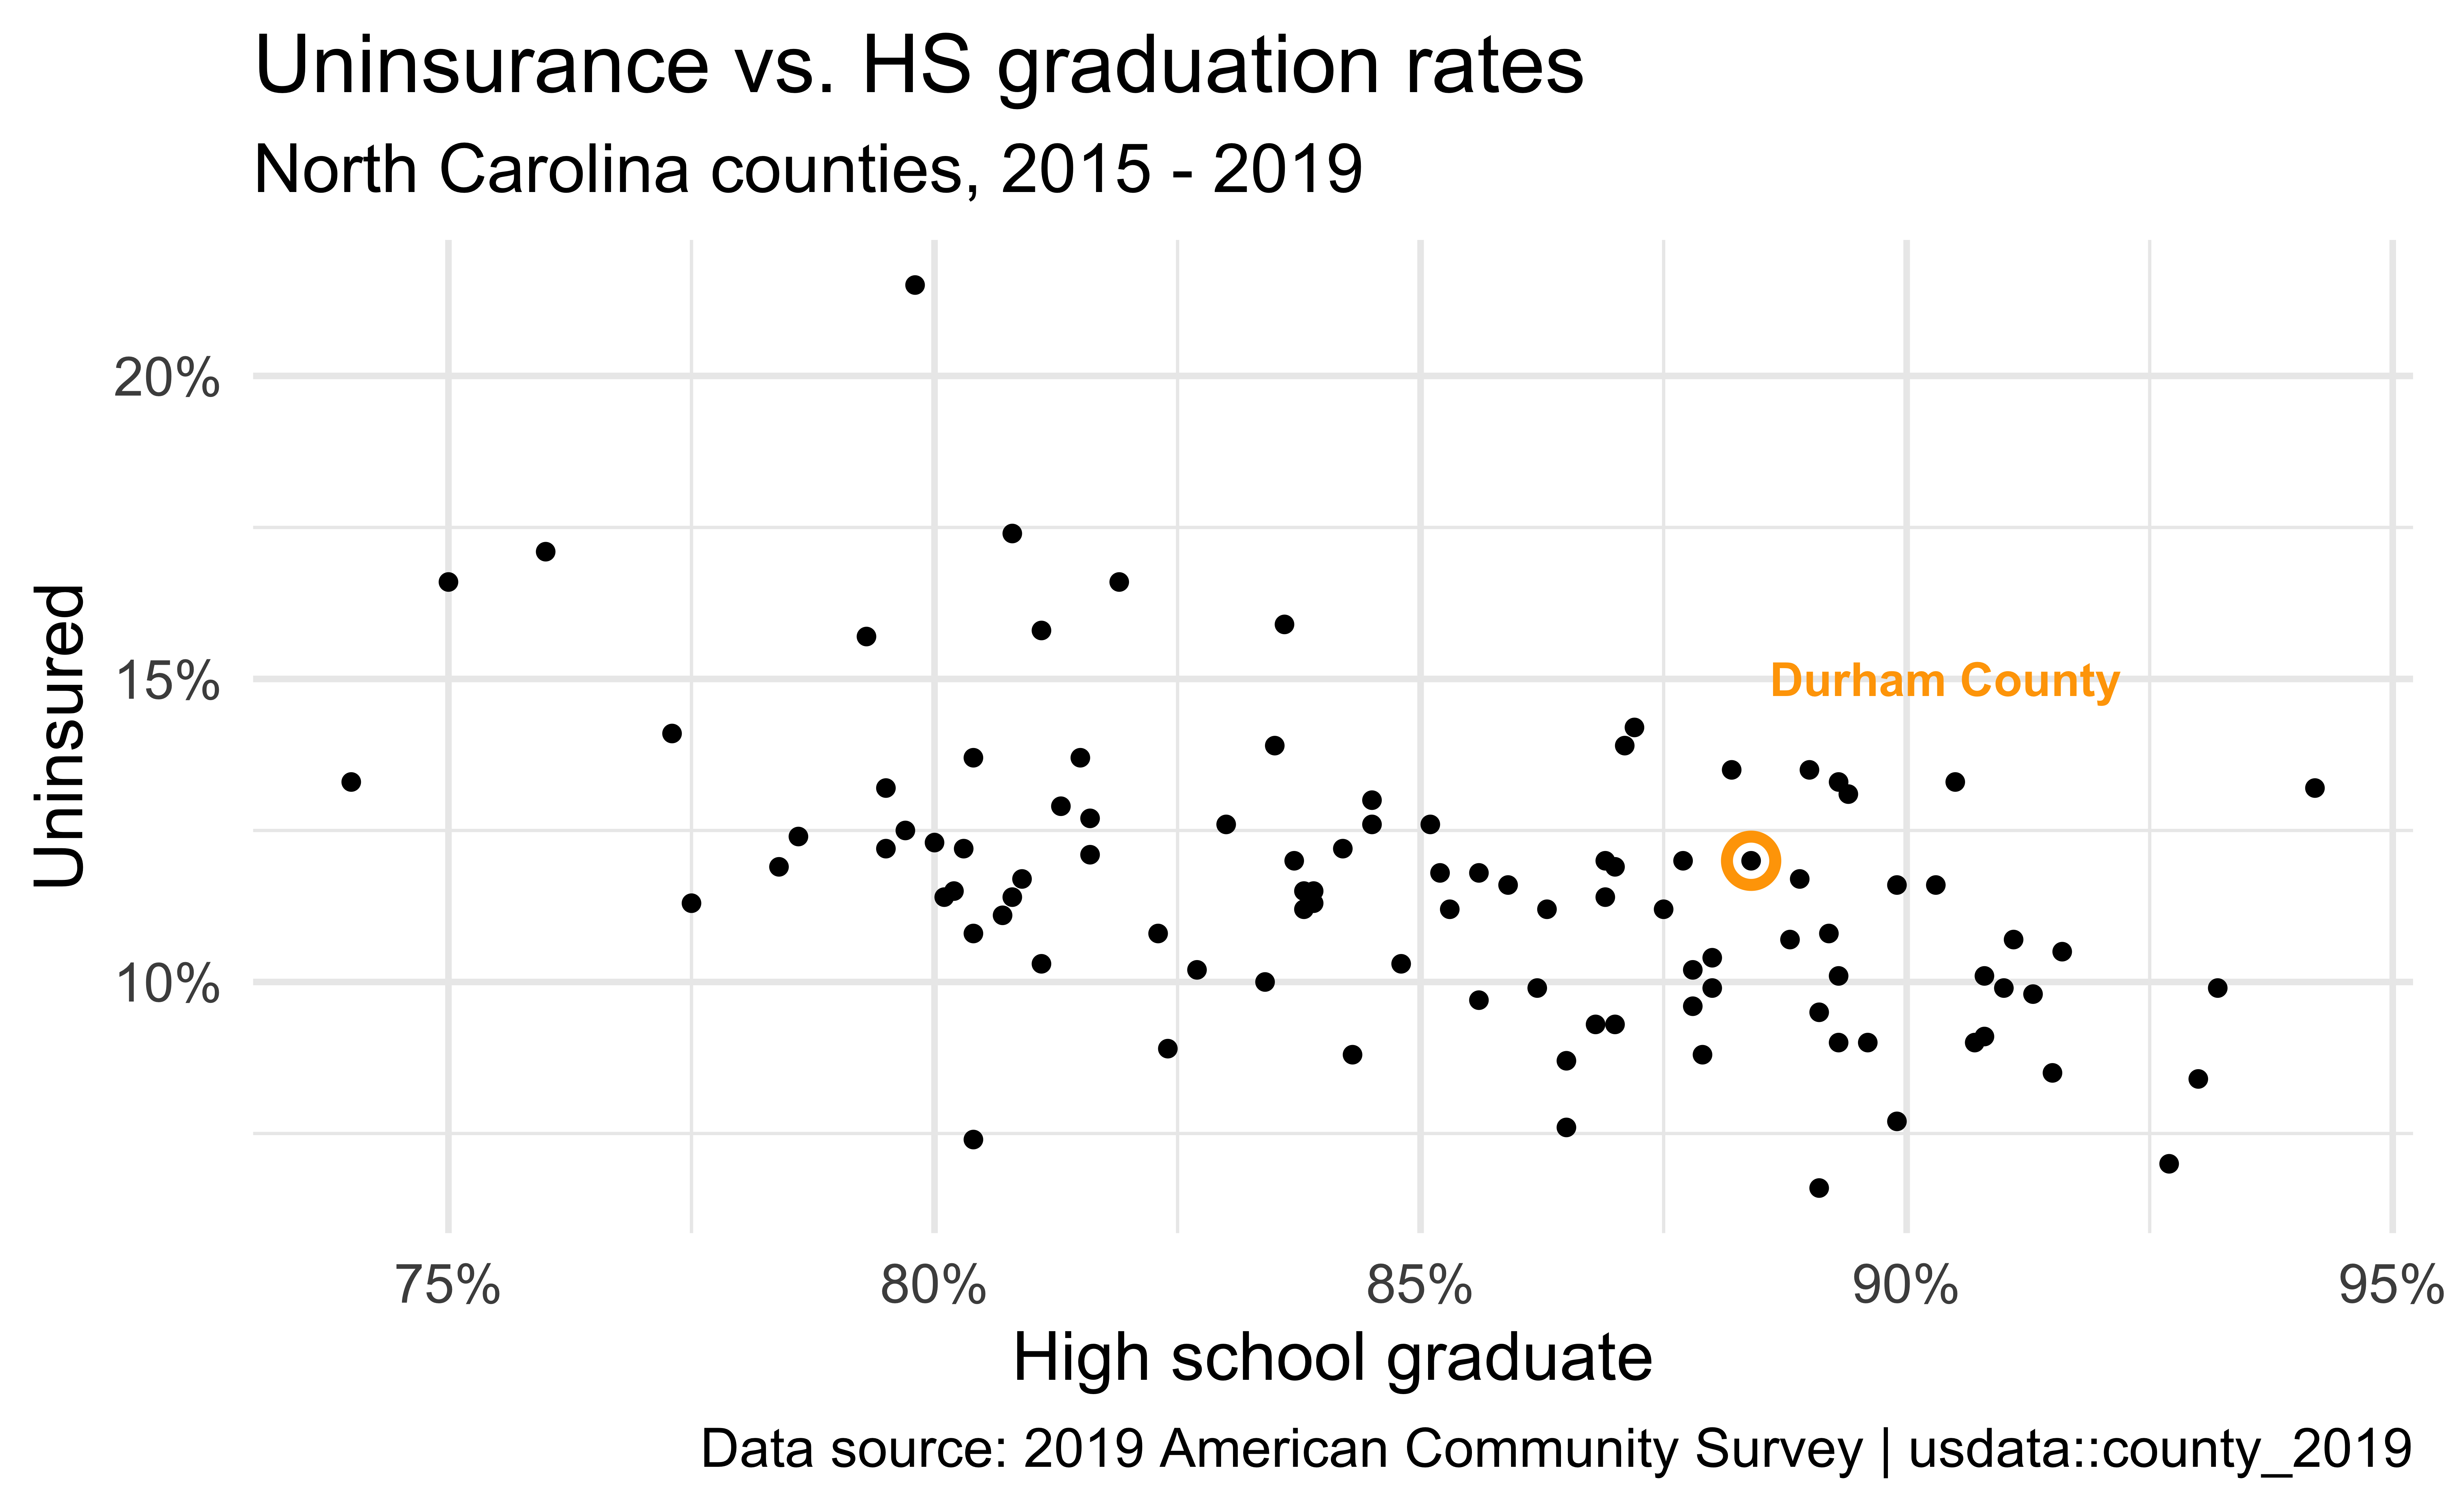 Uninsurance vs. HS graduation rates
North Carolina counties, 2015 - 2019
20%
15%
10%
Uninsured
Durham County
75%
80%
85%
90%
95%
High school graduate
Data source: 2019 American Community Survey | usdata::county_2019